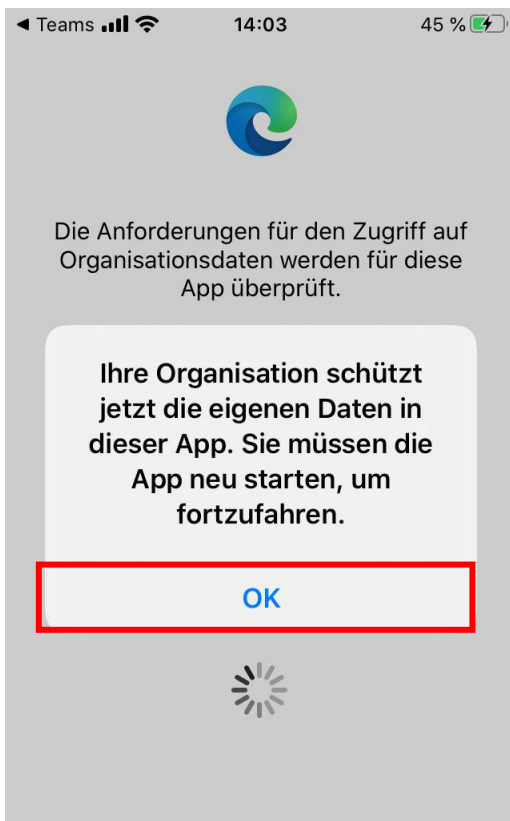 ◀ Teams 14:03 45 %
Die Anforderungen für den Zugriff auf
Organisationsdaten werden für diese
App überprüft.
Ihre Organisation schützt
jetzt die eigenen Daten in
dieser App. Sie müssen die
App neu starten, um
fortzufahren.
OK